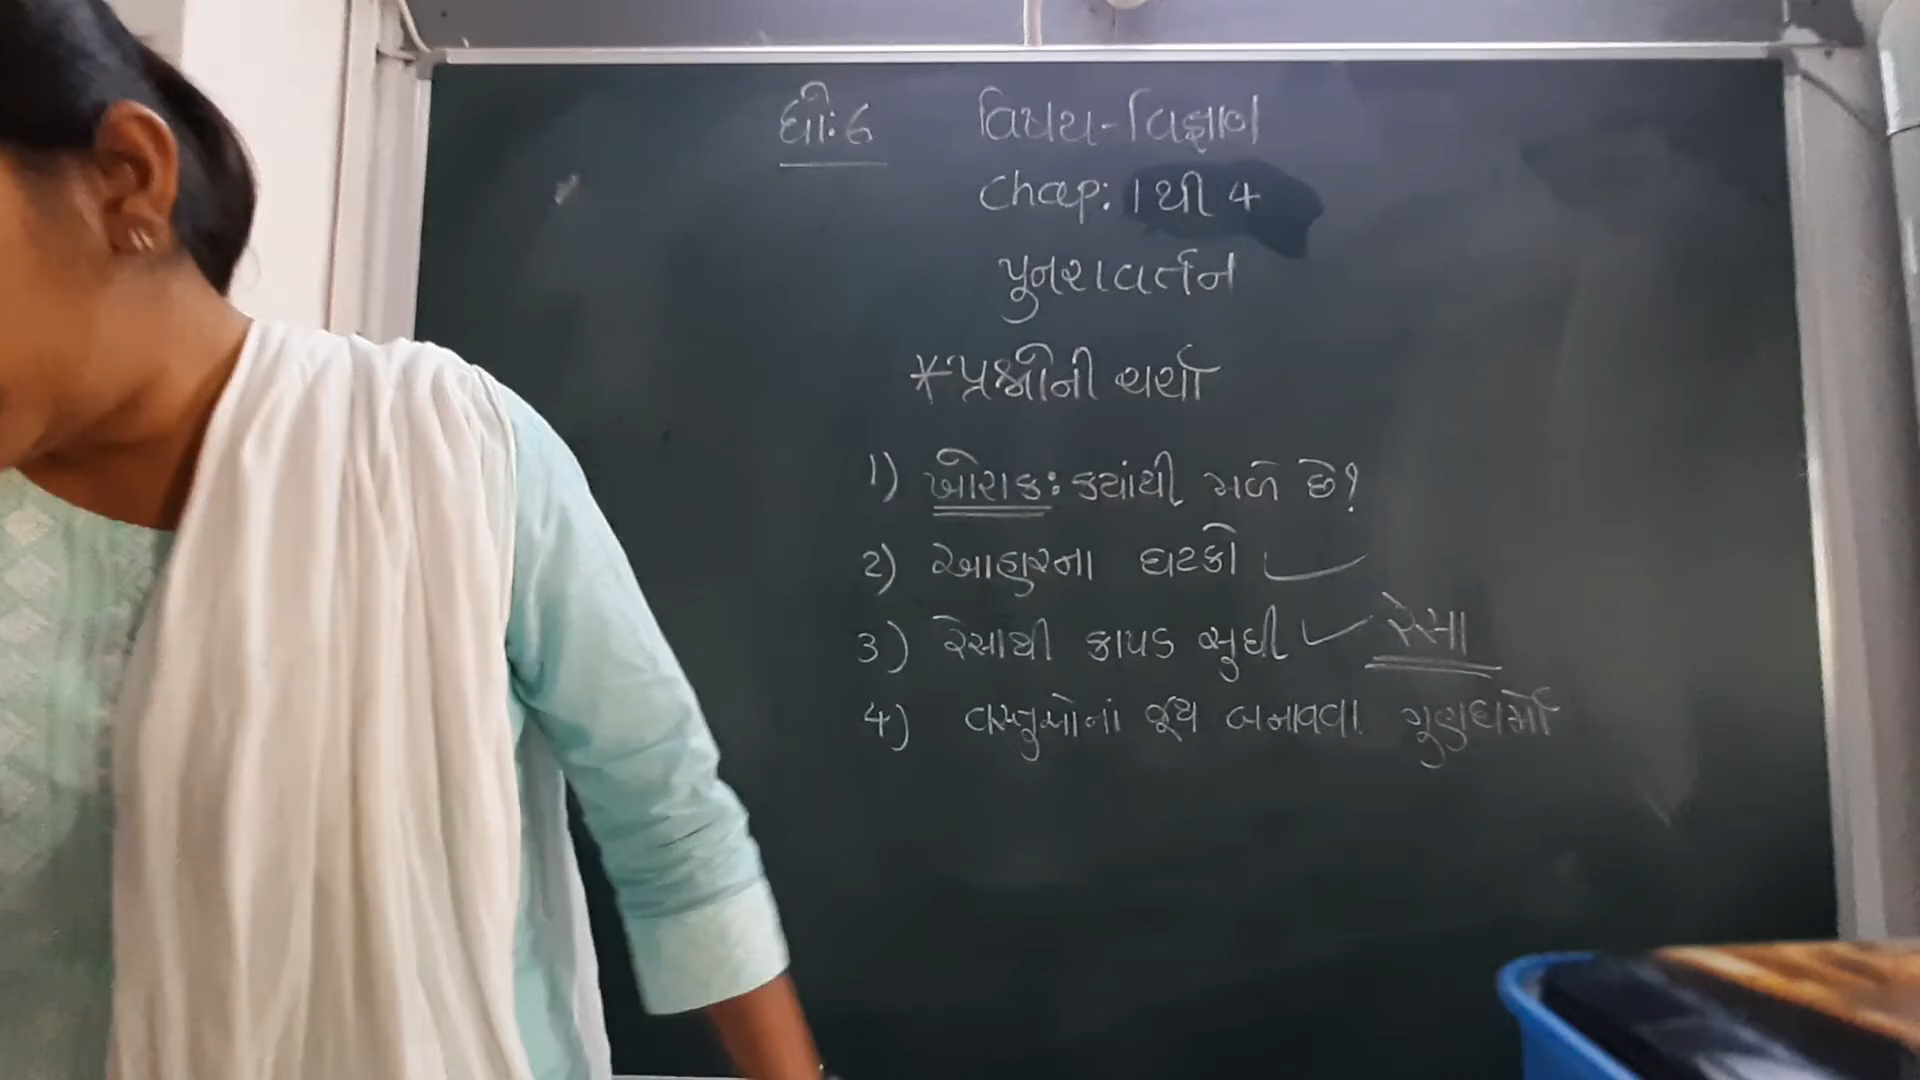 ધો:૬ વિષય-વિજ્ઞાન
Chap: 1 થી 4
પુનરાવર્તન
*પ્રશ્નોની ચર્ચા
1) ખોરાક: ક્યાંથી મળે છે?
2) આહારના ઘટકો
3) રેસાથી કાપડ સુધી રેસા
4) વસ્તુઓનાં જૂથ બનાવવા ગુણધર્મો